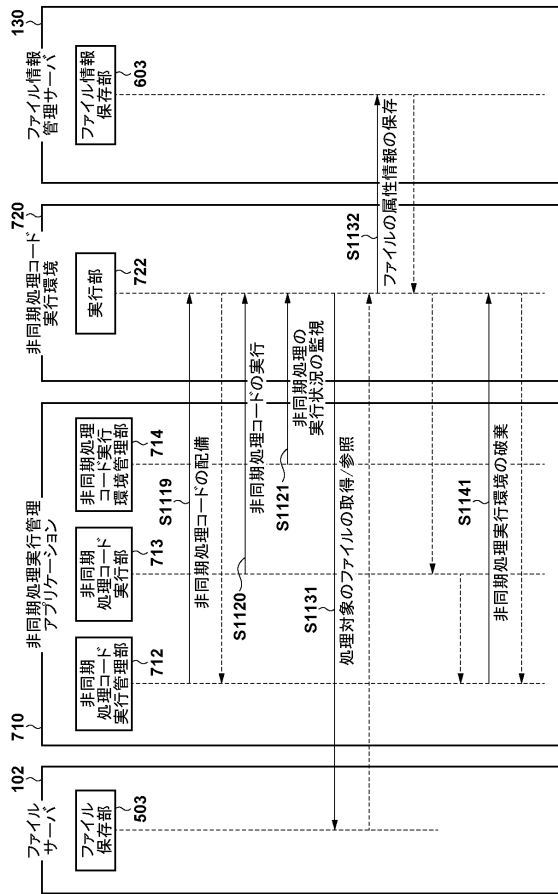 102
ファイル
サーバ
ファイル
保存部
503
710
非同期処理実行管理
アプリケーション
非同期
処理コード
実行管理部
712
非同期
処理コード
実行部
713
非同期処理
コード実行
環境管理部
714
720
非同期処理コード
実行環境
実行部
722
130
ファイル情報
管理サーバ
ファイル情報
保存部
603
S1119
非同期処理コードの配備
S1120
非同期処理コードの実行
S1121
非同期処理の
実行状況の監視
S1131
処理対象のファイルの取得/参照
S1132
ファイルの属性情報の保存
S1141
非同期処理実行環境の破棄